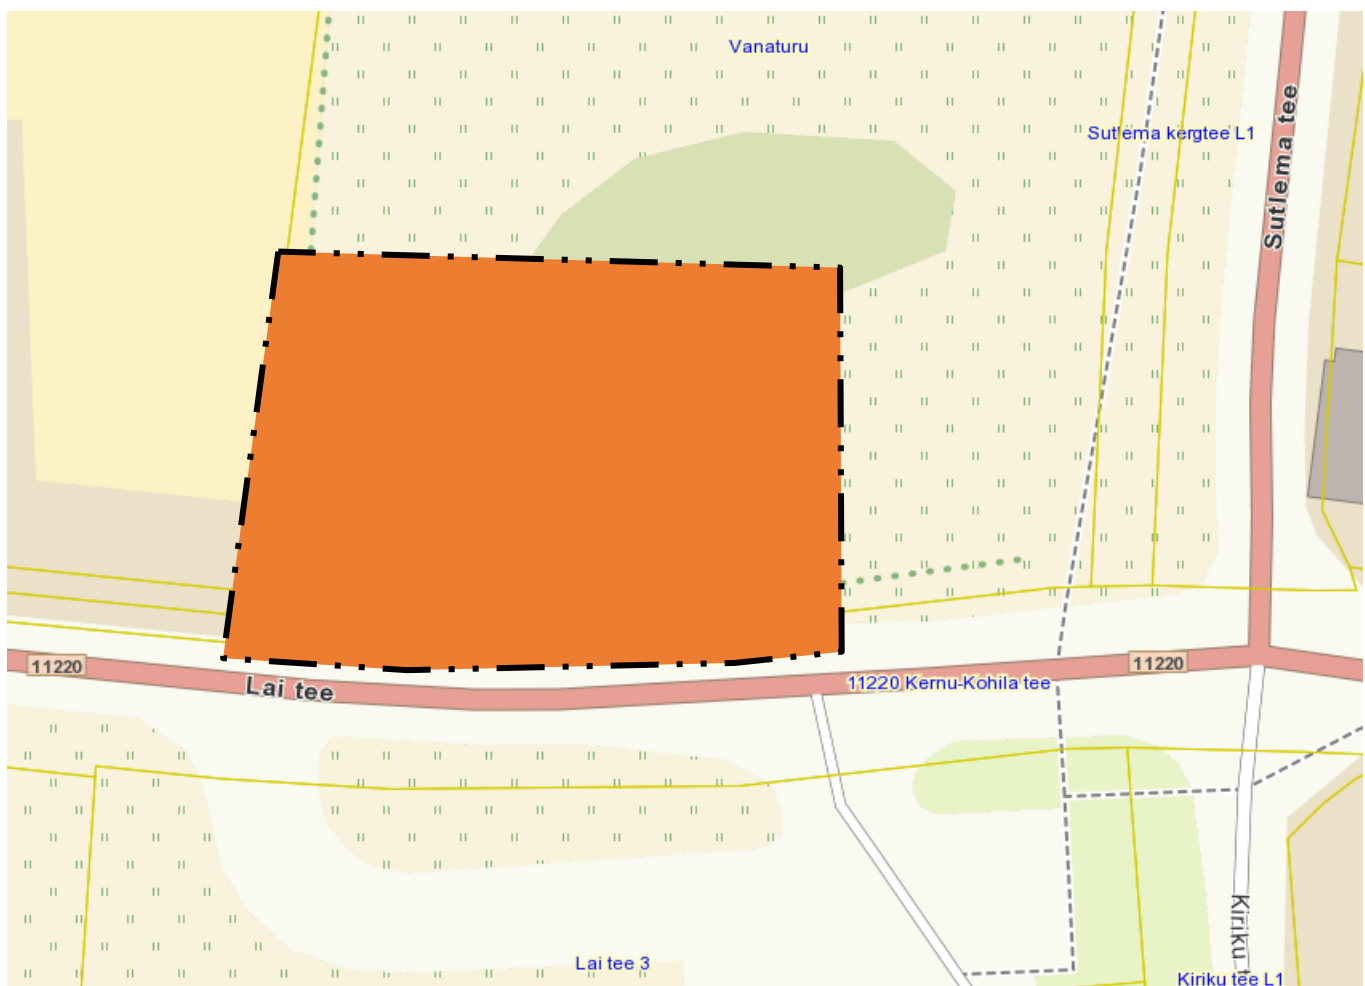 Vanaturu
Sutlema kergtee L1
Sutlema tee
11220
Lai tee
11220
11220 Kernu-Kohila tee
Lai tee 3
Kiriku t
Kiriku tee L1